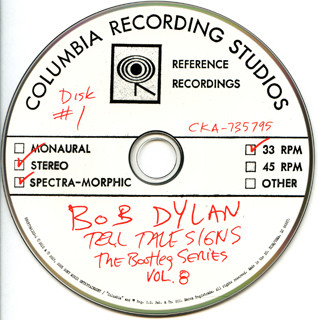 COLUMBIA RECORDING STUDIOS
REFERENCE
RECORDINGS
Disk
#1
CKA-735795
MONAURAL
STEREO
SPECTRA-MORPHIC
33 RPM
45 RPM
OTHER
BOB DYLAN
TELL TALE SIGNS
The Bootleg Series
VOL. 8